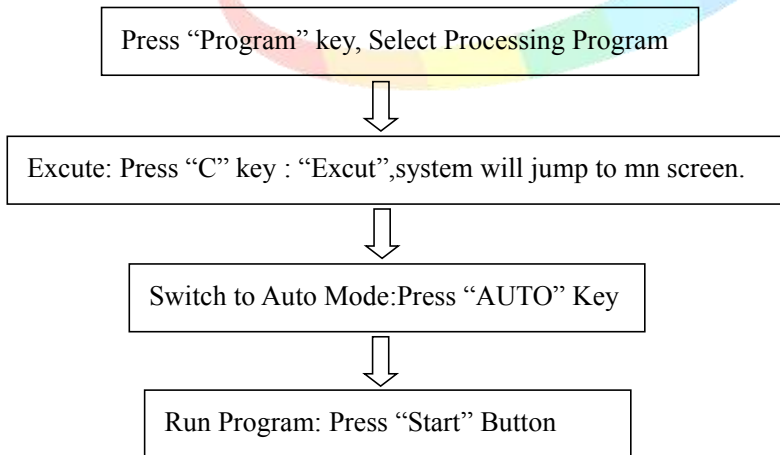 Press “Program” key, Select Processing Program
Excute: Press “C” key : “Excut”,system will jump to mn screen.
Switch to Auto Mode:Press “AUTO” Key
Run Program: Press “Start” Button